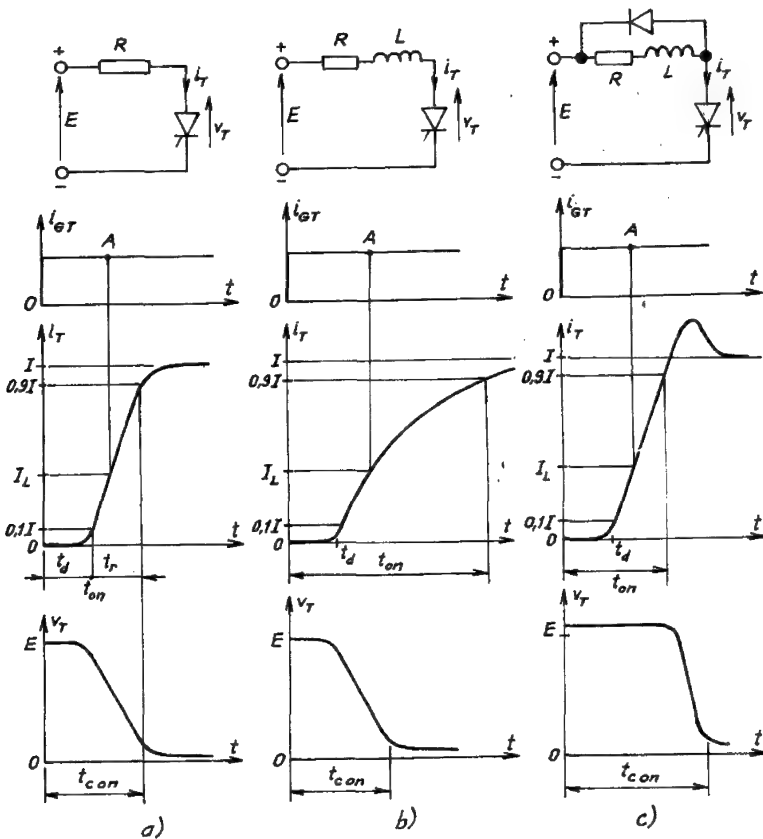 + R i_T
E v_T
−
i_GT
A
0 t
i_T
I
0,9I
I_L
0,1I
0 t
t_d t_r
t_on
v_T
E
0 t
t_con
a)
+ R L
i_T
E v_T
−
i_GT
A
0 t
i_T
I
0,9I
I_L
0,1I
0 t
t_d
t_on
v_T
E
0 t
t_con
b)
+ R L i_T
E v_T
−
i_GT
A
0 t
i_T
I
0,9I
I_L
0,1I
0 t
t_d
t_on
v_T
E
0 t
t_con
c)